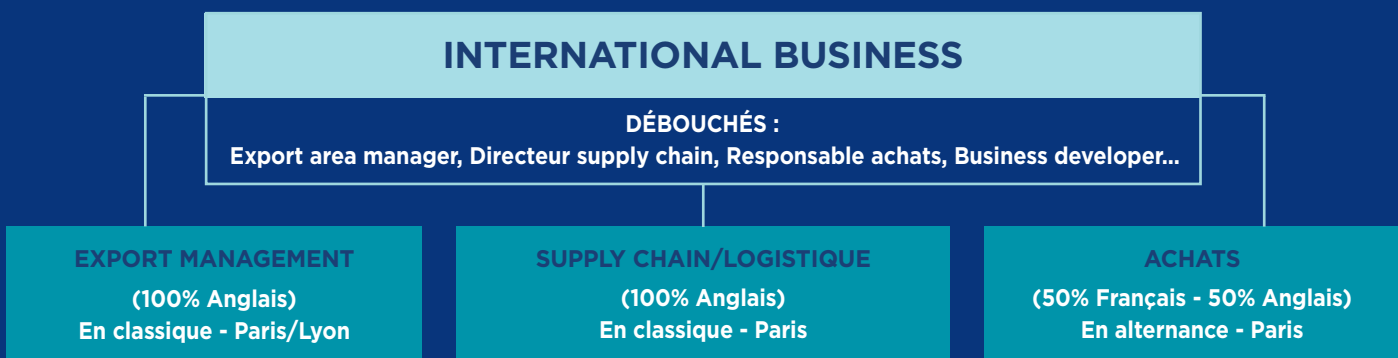 INTERNATIONAL BUSINESS
DÉBOUCHÉS :
Export area manager, Directeur supply chain, Responsable achats, Business developer...
EXPORT MANAGEMENT
(100% Anglais)
En classique - Paris/Lyon
SUPPLY CHAIN/LOGISTIQUE
(100% Anglais)
En classique - Paris
ACHATS
(50% Français - 50% Anglais)
En alternance - Paris